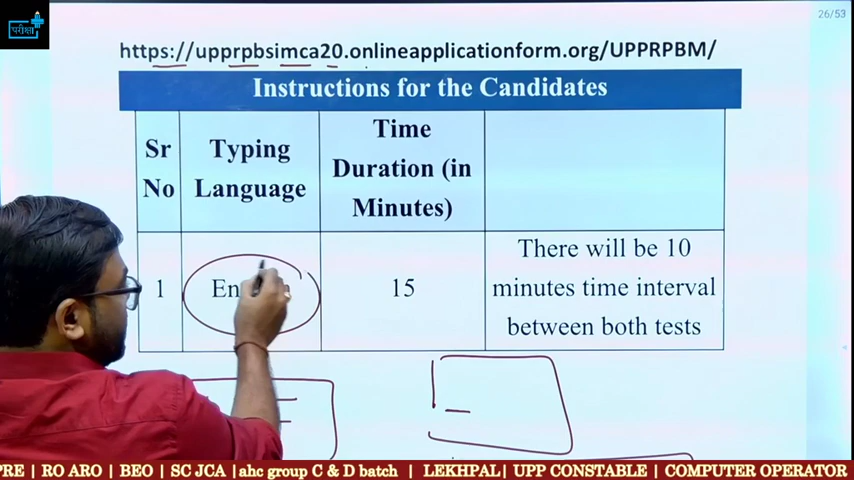 26/53
परीक्षा
https://upprpbsimca20.onlineapplicationform.org/UPPRPBM/
Instructions for the Candidates
Sr No
Typing Language
Time Duration (in Minutes)
1
15
There will be 10
minutes time interval
between both tests
PRE | RO ARO | BEO | SC JCA |ahc group C & D batch | LEKHPAL| UPP CONSTABLE | COMPUTER OPERATOR